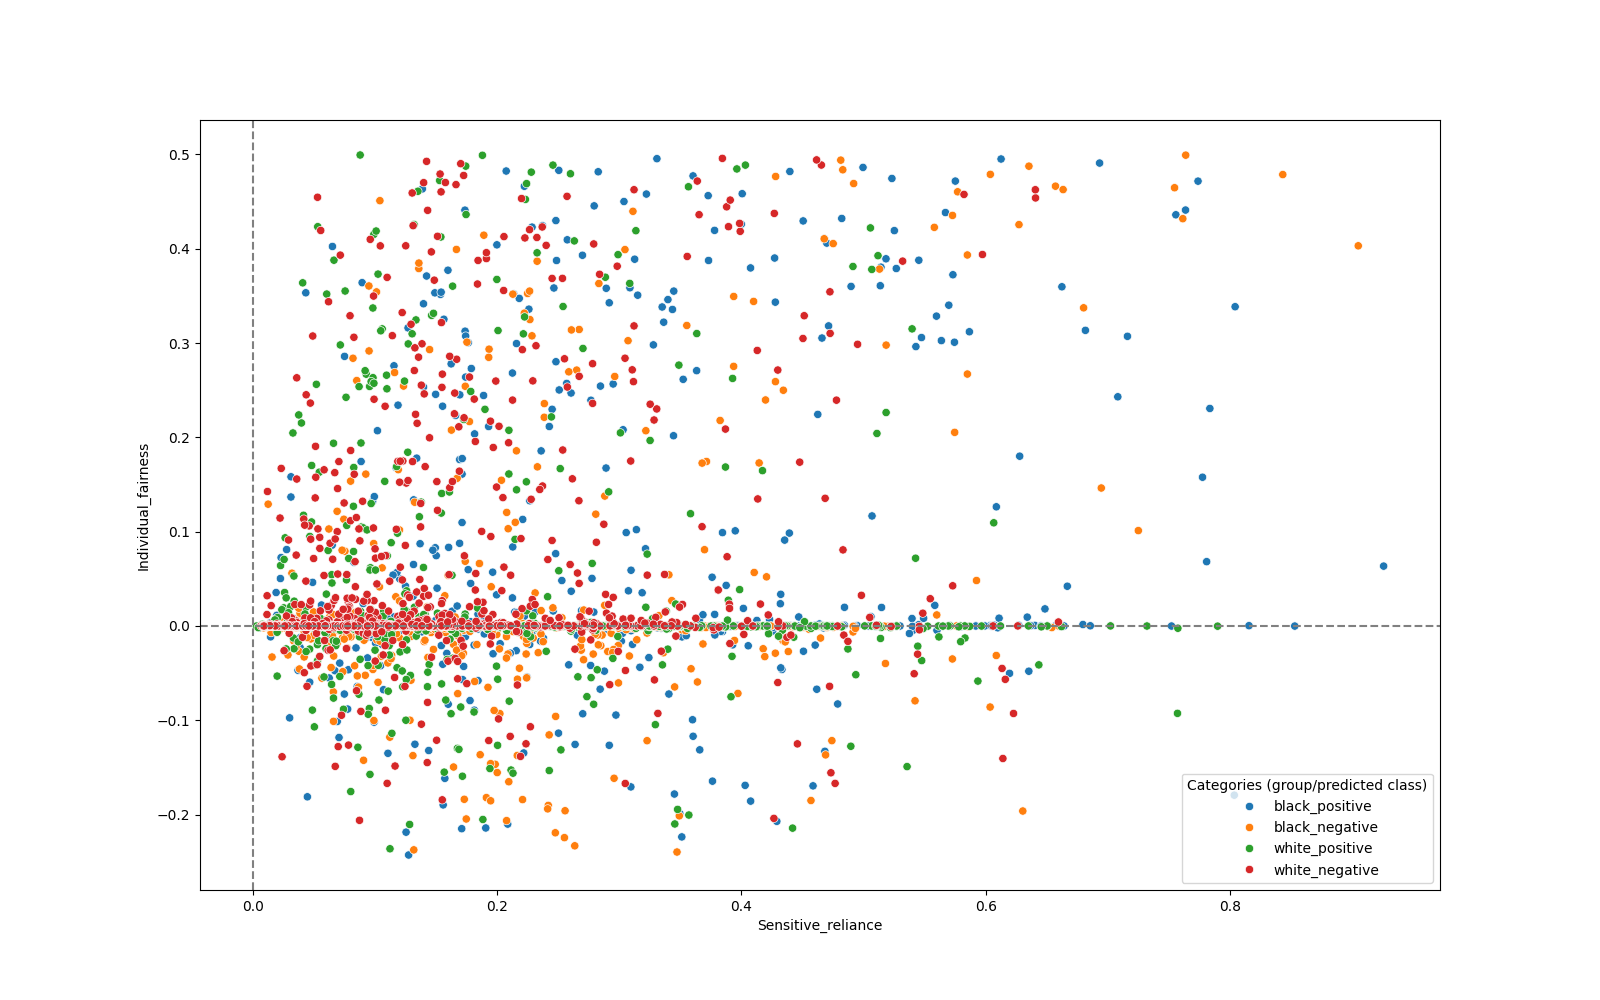 0.5
0.4
0.3
0.2
0.1
0.0
−0.1
−0.2
Individual_fairness
0.0
0.2
0.4
0.6
0.8
Sensitive_reliance
Categories (group/predicted class)
black_positive
black_negative
white_positive
white_negative